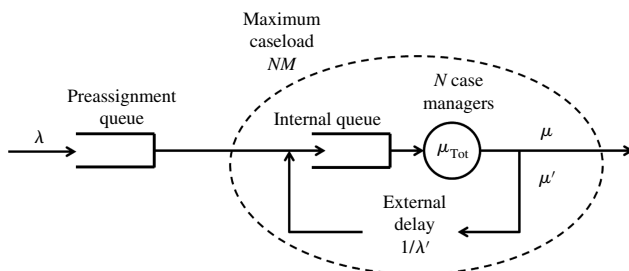 Maximum
caseload
NM
N case
managers
Preassignment
queue
Internal queue
λ
μTot
μ
μ′
External
delay
1/λ′